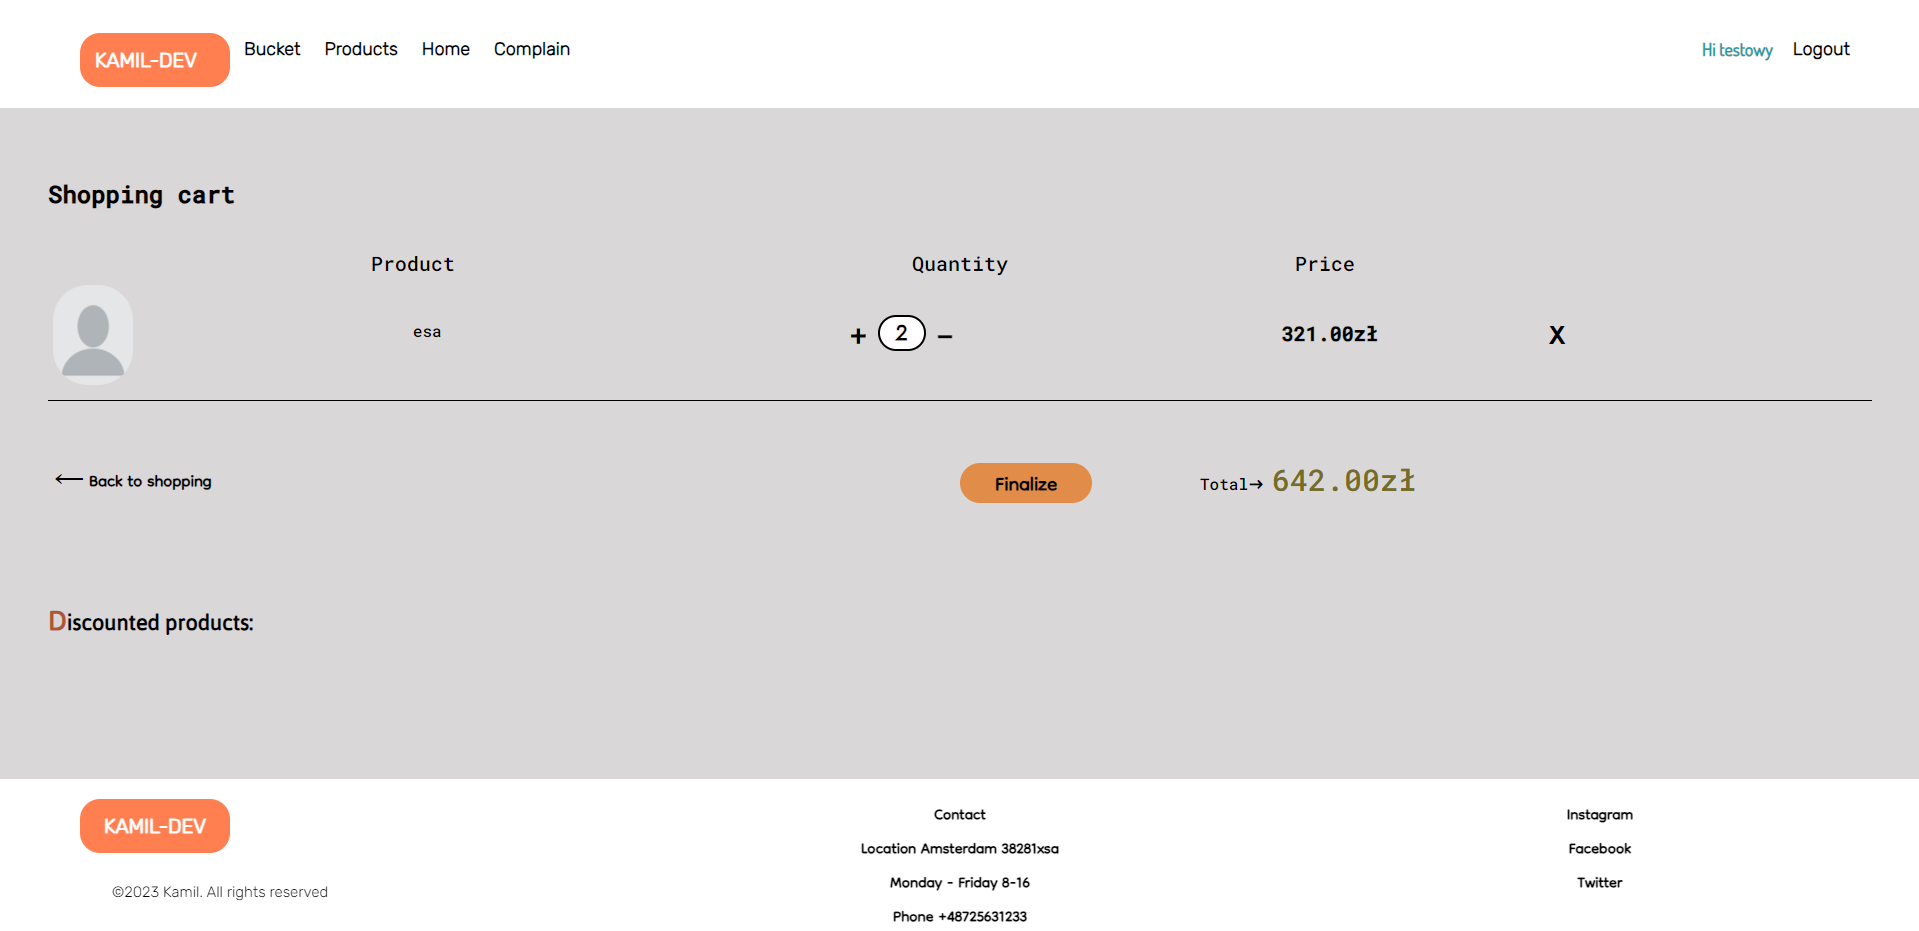 KAMIL-DEV Bucket Products Home Complain Hi testowy Logout
Shopping cart
Product Quantity Price
esa + 2 - 321.00zł X
⟵ Back to shopping Finalize Total→ 642.00zł
Discounted products:
KAMIL-DEV
©2023 Kamil. All rights reserved
Contact
Location Amsterdam 38281xsa
Monday - Friday 8-16
Phone +48725631233
Instagram
Facebook
Twitter